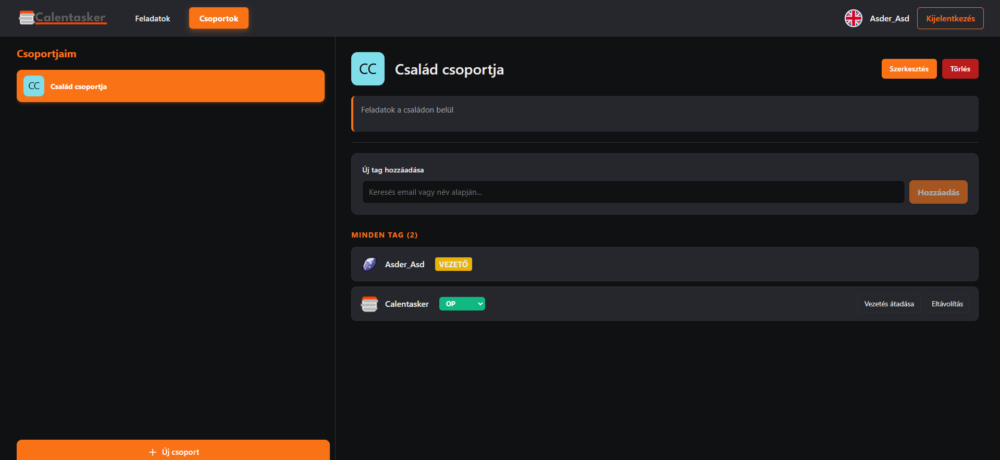 Calentasker
Feladatok
Csoportok
Asder_Asd
Kijelentkezés
Csoportjaim
CC
Család csoportja
Új csoport
CC
Család csoportja
Szerkesztés
Törlés
Feladatok a családon belül
Új tag hozzáadása
Keresés email vagy név alapján...
Hozzáadás
MINDEN TAG (2)
Asder_Asd
VEZETŐ
Calentasker
OP
Vezetés átadása
Eltávolítás